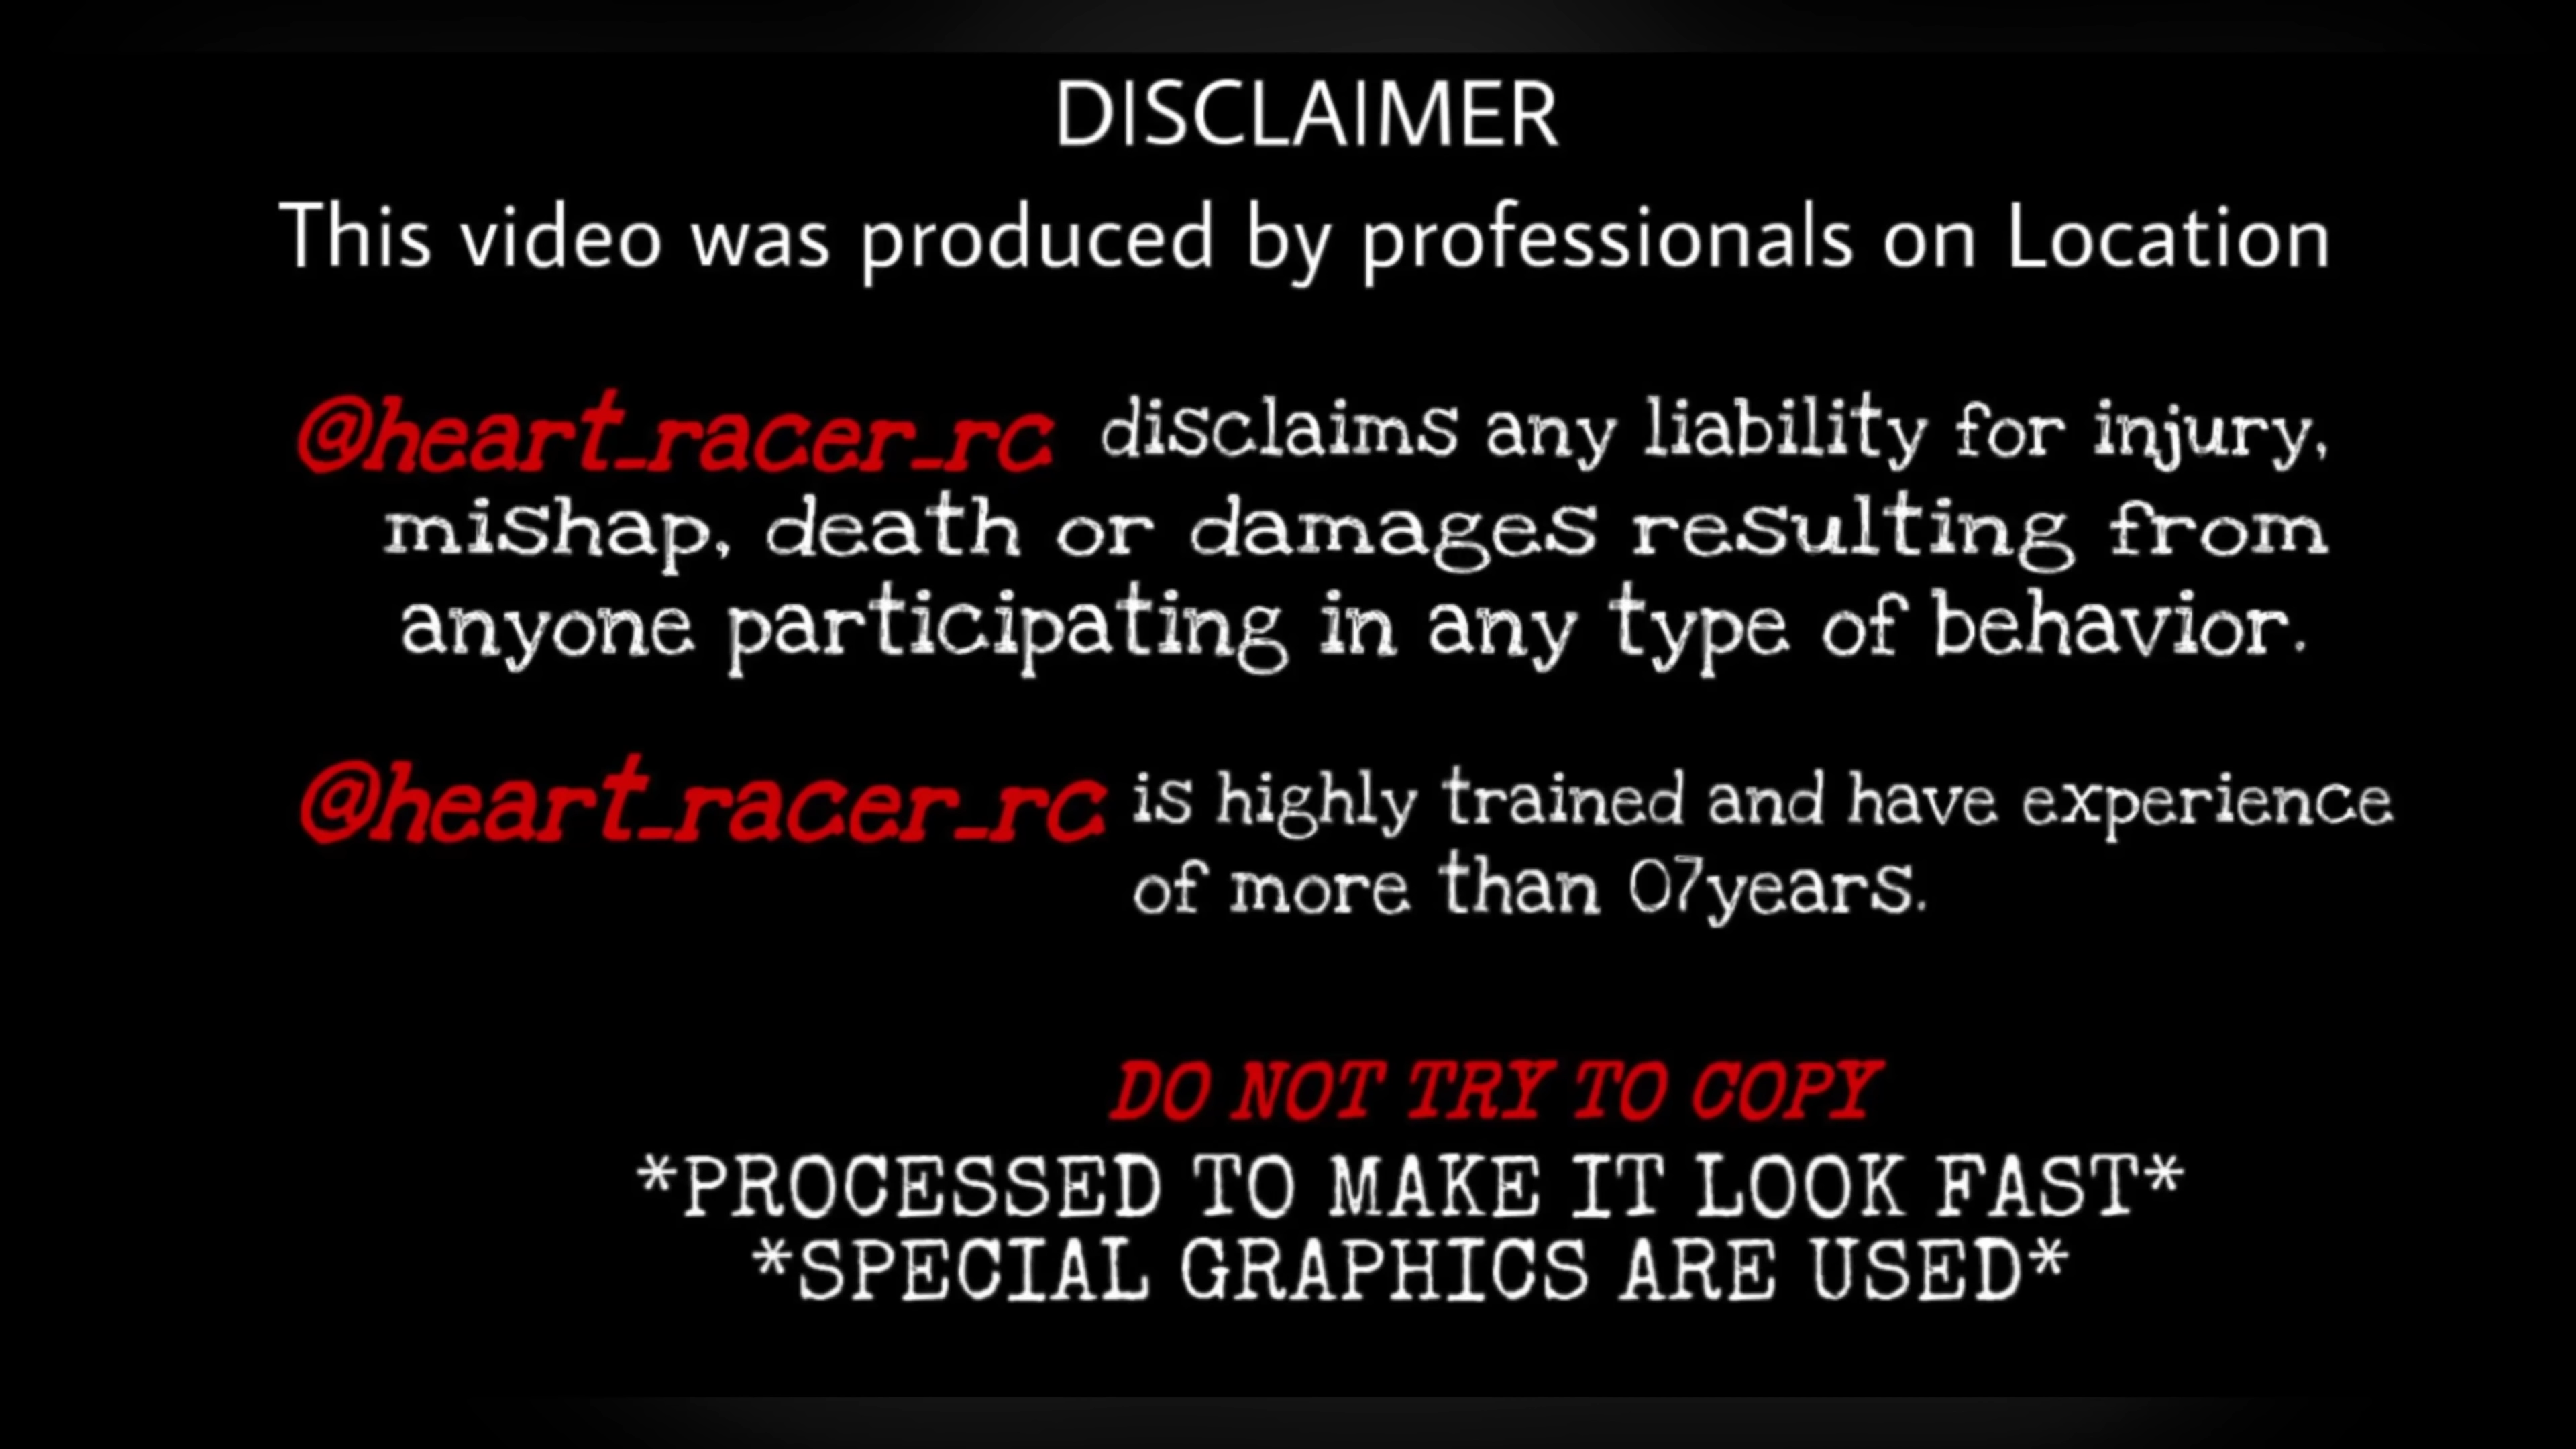 DISCLAIMER
This video was produced by professionals on Location
@heart_racer_rc disclaims any liability for injury,
mishap, death or damages resulting from
anyone participating in any type of behavior.
@heart_racer_rc is highly trained and have experience
of more than 07years.
DO NOT TRY TO COPY
*PROCESSED TO MAKE IT LOOK FAST*
*SPECIAL GRAPHICS ARE USED*